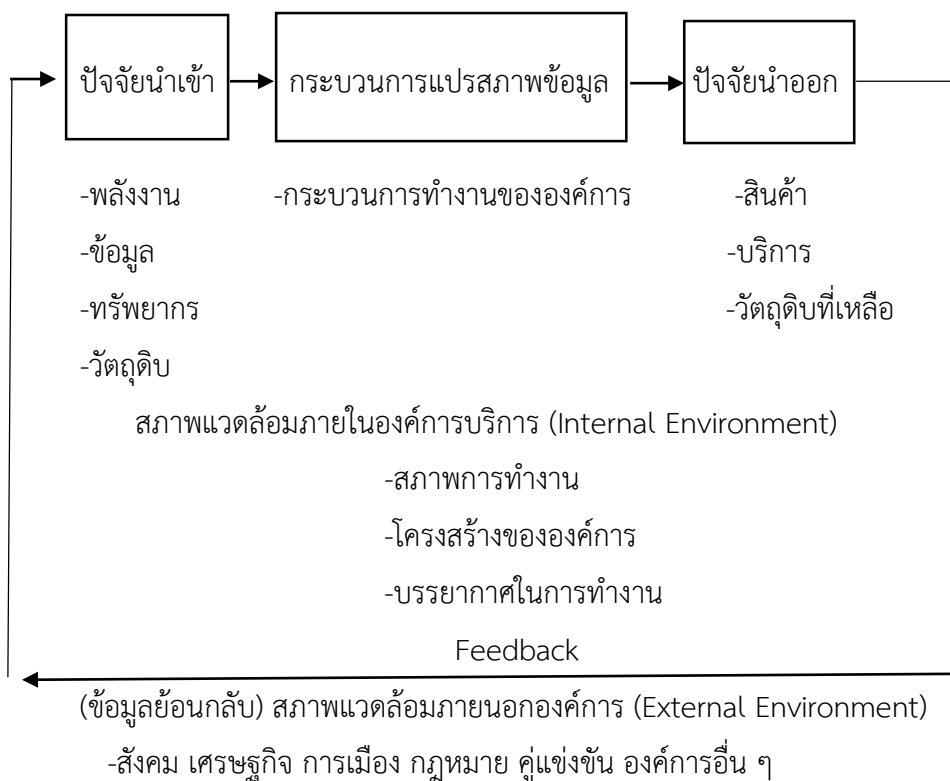 ปัจจัยนำเข้า กระบวนการแปรสภาพข้อมูล ปัจจัยนำออก
-พลังงาน -กระบวนการทำงานขององค์การ -สินค้า
-ข้อมูล -บริการ
-ทรัพยากร -วัตถุดิบที่เหลือ
-วัตถุดิบ
สภาพแวดล้อมภายในองค์การบริการ (Internal Environment)
-สภาพการทำงาน
-โครงสร้างขององค์การ
-บรรยากาศในการทำงาน
Feedback
(ข้อมูลย้อนกลับ) สภาพแวดล้อมภายนอกองค์การ (External Environment)
-สังคม เศรษฐกิจ การเมือง กฎหมาย คู่แข่งขัน องค์การอื่น ๆ